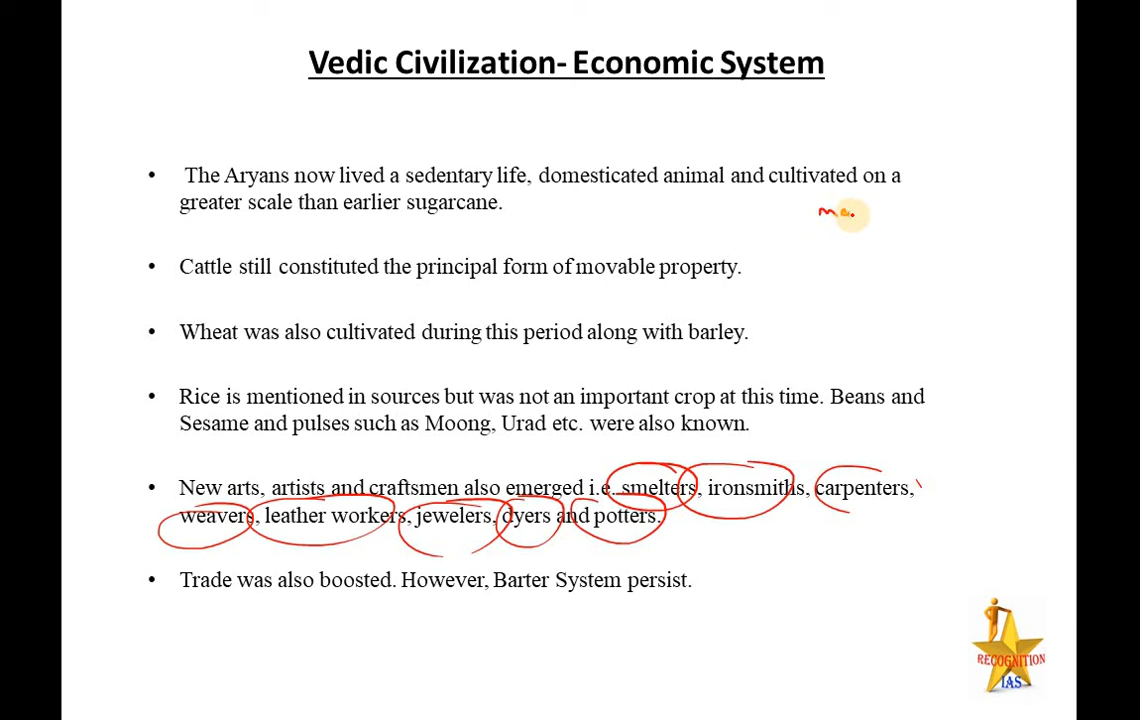 Vedic Civilization- Economic System
• The Aryans now lived a sedentary life, domesticated animal and cultivated on a
greater scale than earlier sugarcane.
• Cattle still constituted the principal form of movable property.
• Wheat was also cultivated during this period along with barley.
• Rice is mentioned in sources but was not an important crop at this time. Beans and
Sesame and pulses such as Moong, Urad etc. were also known.
• New arts, artists and craftsmen also emerged i.e. smelters, ironsmiths, carpenters,
weavers, leather workers, jewelers, dyers and potters.
• Trade was also boosted. However, Barter System persist.
RECOGNITION
IAS